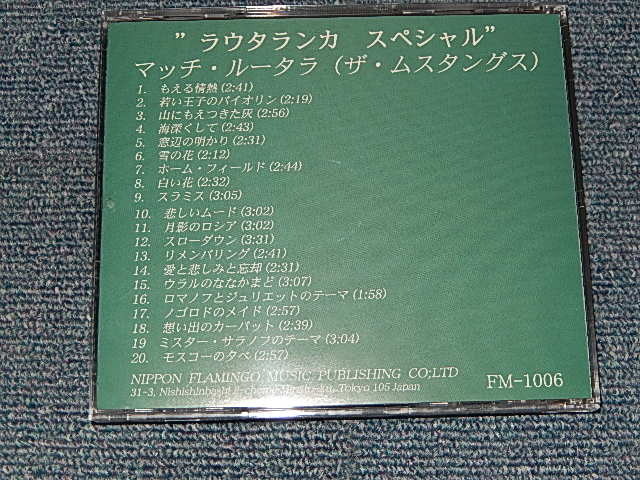 ” ラウタランカ　スペシャル”
マッチ・ルータラ（ザ・ムスタングス）
1. もえる情熱 (2:41)
2. 若い王子のバイオリン (2:19)
3. 山にもえつきた灰 (2:56)
4. 海深くして (2:43)
5. 窓辺の明かり (2:31)
6. 雪の花 (2:12)
7. ホーム・フィールド (2:44)
8. 白い花 (2:32)
9. スラミス (3:05)
10. 悲しいムード (3:02)
11. 月影のロシア (3:02)
12. スローダウン (3:31)
13. リメンバリング (2:41)
14. 愛と悲しみと忘却 (2:31)
15. ウラルのななかまど (3:07)
16. ロマノフとジュリエットのテーマ (1:58)
17. ノゴロドのメイド (2:57)
18. 想い出のカーパット (2:39)
19 ミスター・サラノフのテーマ (3:04)
20. モスコーの夕べ (2:57)
NIPPON FLAMINGO MUSIC PUBLISHING CO;LTD
31-3, Tokyo 105 Japan
FM-1006